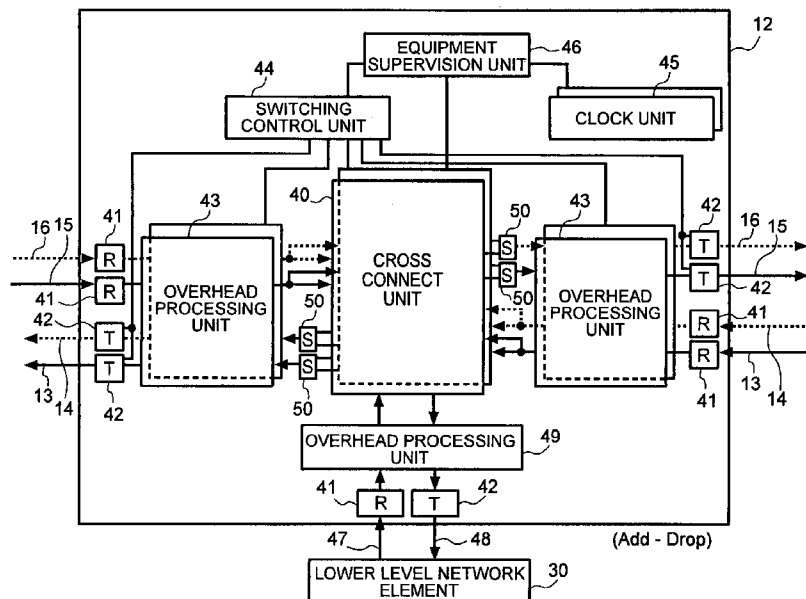 EQUIPMENT
SUPERVISION UNIT
46
12
44
45
SWITCHING
CONTROL UNIT
CLOCK UNIT
40
16
15
41
43
50
43
42
16
15
R
S
T
R
S
T
41
OVERHEAD
PROCESSING
UNIT
CROSS
CONNECT
UNIT
50
OVERHEAD
PROCESSING
UNIT
42
42
50
41
T
S
R
T
S
R
13
14
42
50
41
14
13
OVERHEAD PROCESSING
UNIT
49
41
R
T
42
47
48
(Add - Drop)
LOWER LEVEL NETWORK
ELEMENT
30